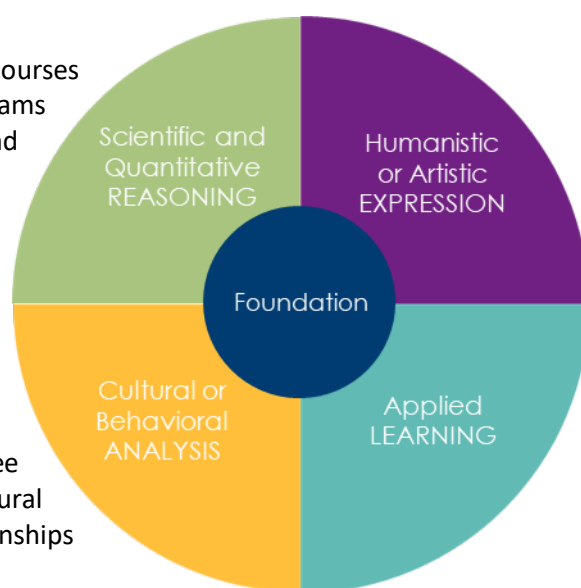 ourses
ams
nd
Scientific and
Quantitative
REASONING
Humanistic
or Artistic
EXPRESSION
Foundation
Cultural or
Behavioral
ANALYSIS
Applied
LEARNING
ee
ural
nships